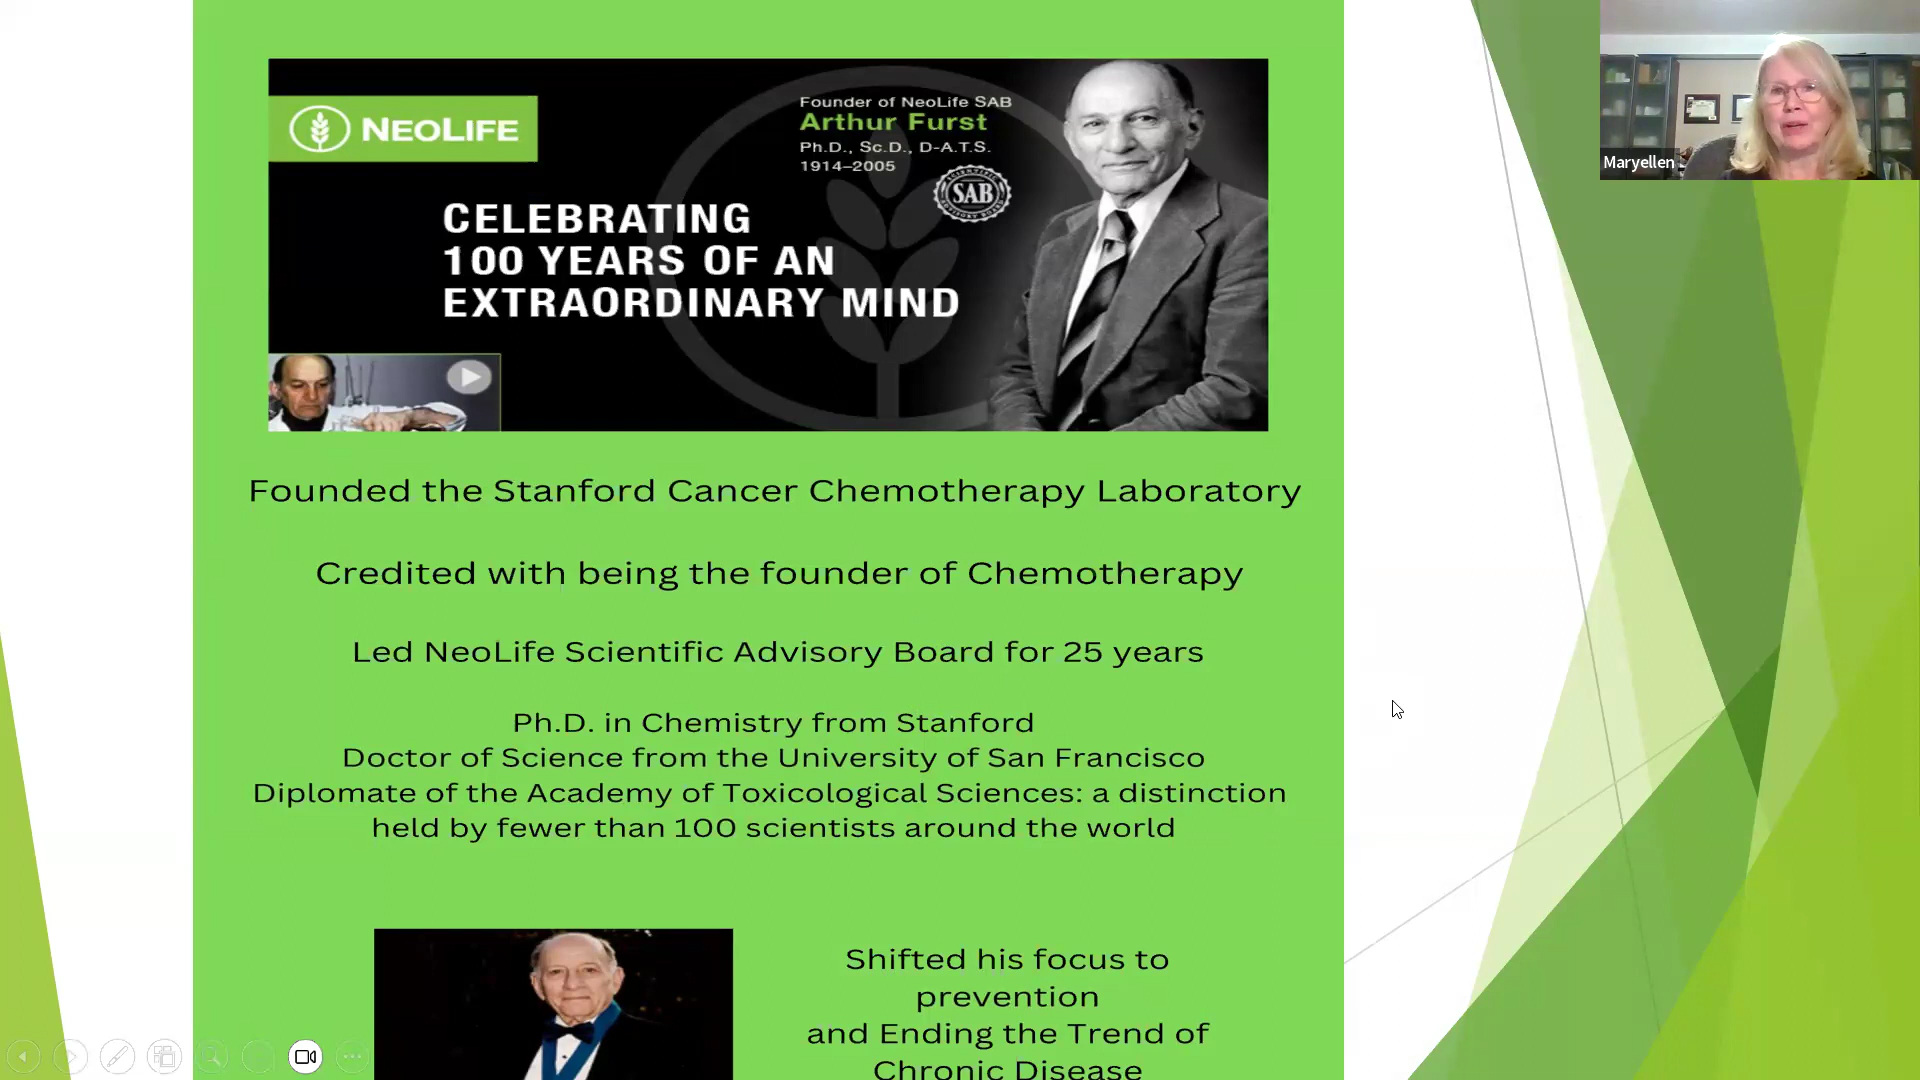 NEOLIFE
Founder of NeoLife SAB
Arthur Furst
Ph.D., Sc.D., D-A.T.S.
1914–2005
SCIENTIFIC
SAB
ADVISORY BOARD
CELEBRATING
100 YEARS OF AN
EXTRAORDINARY MIND
Maryellen
Founded the Stanford Cancer Chemotherapy Laboratory
Credited with being the founder of Chemotherapy
Led NeoLife Scientific Advisory Board for 25 years
Ph.D. in Chemistry from Stanford
Doctor of Science from the University of San Francisco
Diplomate of the Academy of Toxicological Sciences: a distinction
held by fewer than 100 scientists around the world
Shifted his focus to
prevention
and Ending the Trend of
Chronic Disease